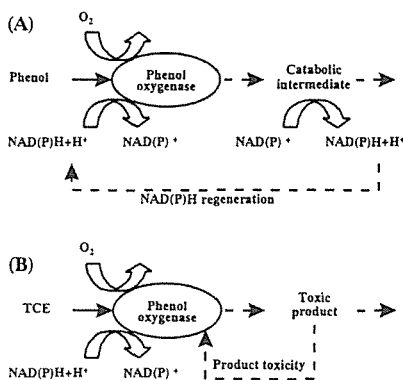 (A)
O₂
Phenol
Phenol
oxygenase
Catabolic
intermediate
NAD(P)H+H⁺
NAD(P)⁺
NAD(P)⁺
NAD(P)H+H⁺
NAD(P)H regeneration
(B)
O₂
TCE
Phenol
oxygenase
Toxic
product
Product toxicity
NAD(P)H+H⁺
NAD(P)⁺